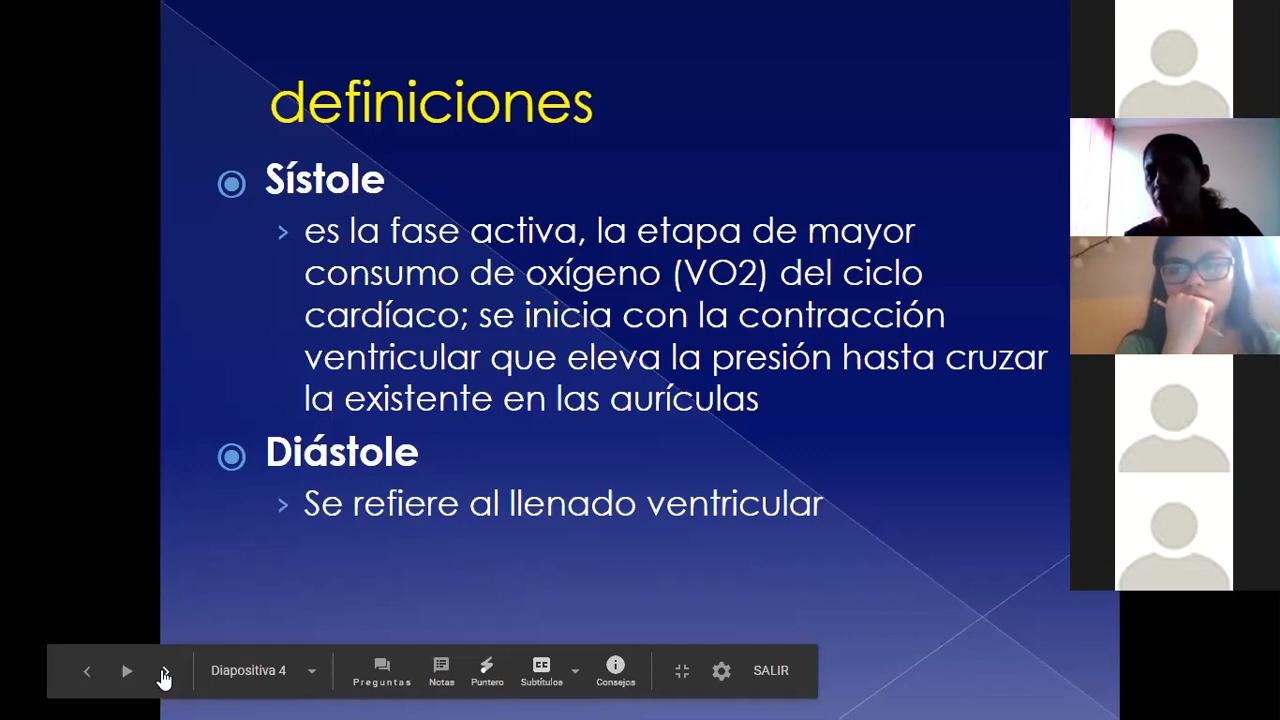 definiciones
Sístole
es la fase activa, la etapa de mayor
consumo de oxígeno (VO2) del ciclo
cardíaco; se inicia con la contracción
ventricular que eleva la presión hasta cruzar
la existente en las aurículas
Diástole
Se refiere al llenado ventricular
Diapositiva 4
Preguntas
Notas
Puntero
CC
Subtítulos
Consejos
SALIR